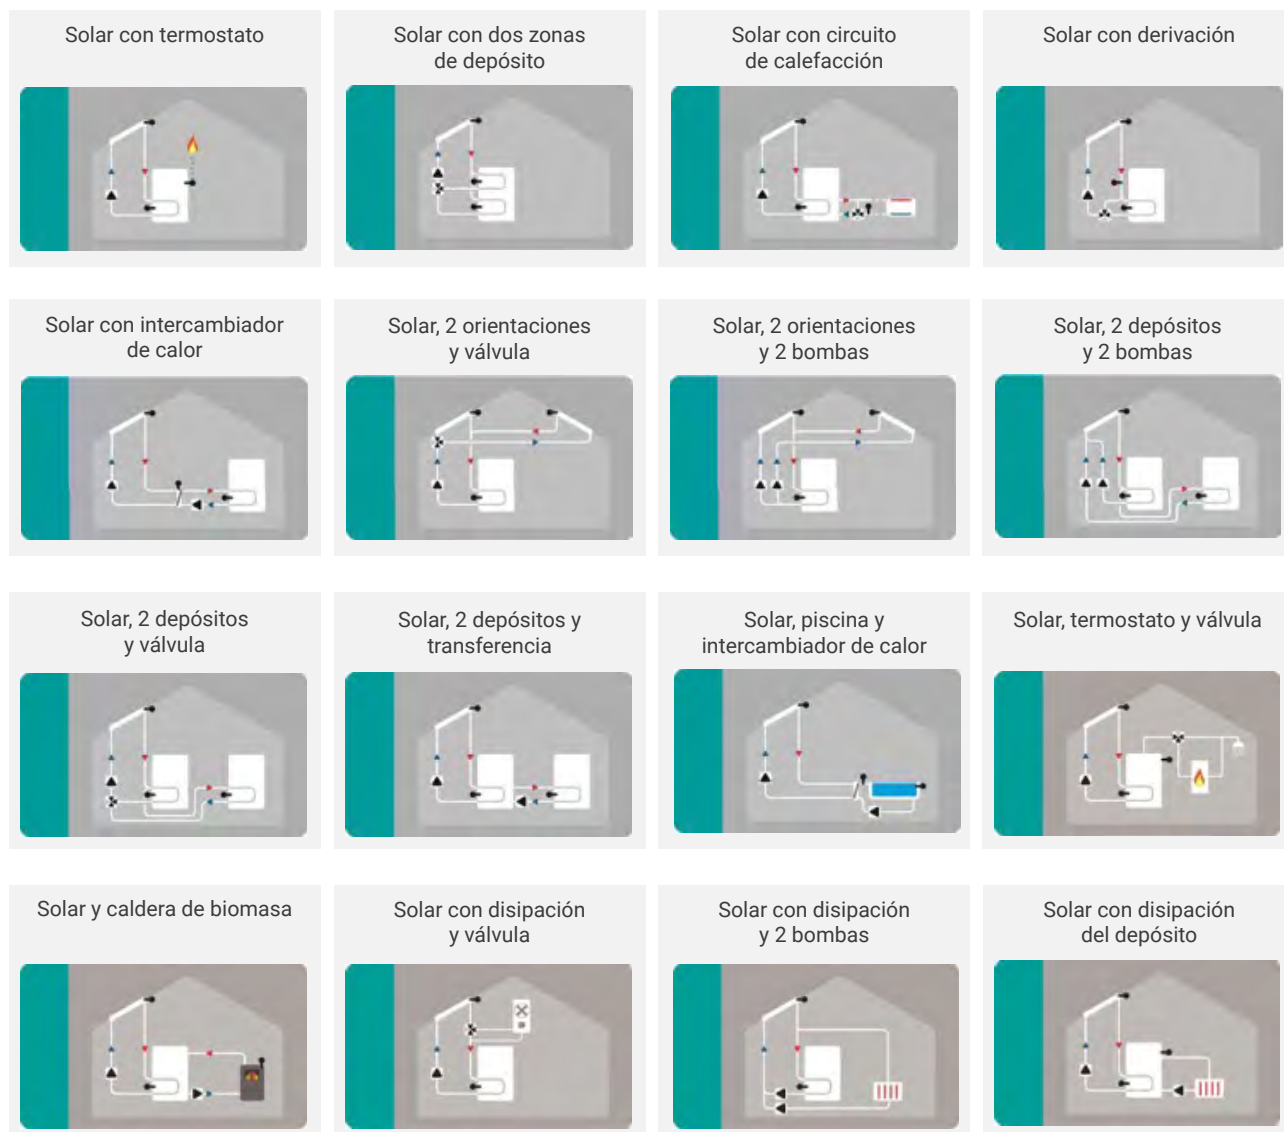 Solar con termostato
Solar con dos zonas
de depósito
Solar con circuito
de calefacción
Solar con derivación
Solar con intercambiador
de calor
Solar, 2 orientaciones
y válvula
Solar, 2 orientaciones
y 2 bombas
Solar, 2 depósitos
y 2 bombas
Solar, 2 depósitos
y válvula
Solar, 2 depósitos y
transferencia
Solar, piscina y
intercambiador de calor
Solar, termostato y válvula
Solar y caldera de biomasa
Solar con disipación
y válvula
Solar con disipación
y 2 bombas
Solar con disipación
del depósito